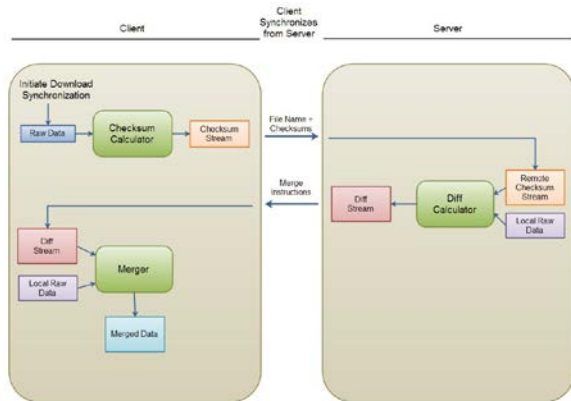 Client
Client
Synchronizes
from Server
Server
Initiate Download
Synchronization
Raw Data
Checksum
Calculator
Checksum
Stream
File Name +
Checksums
Merge
Instructions
Remote
Checksum
Stream
Diff
Calculator
Diff
Stream
Local Raw
Data
Diff
Stream
Local Raw
Data
Merger
Merged Data